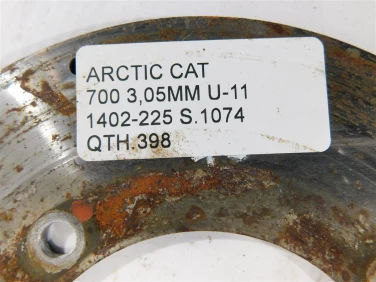 ARCTIC CAT
700 3,05MM U-11
1402-225 S.1074
QTH.398